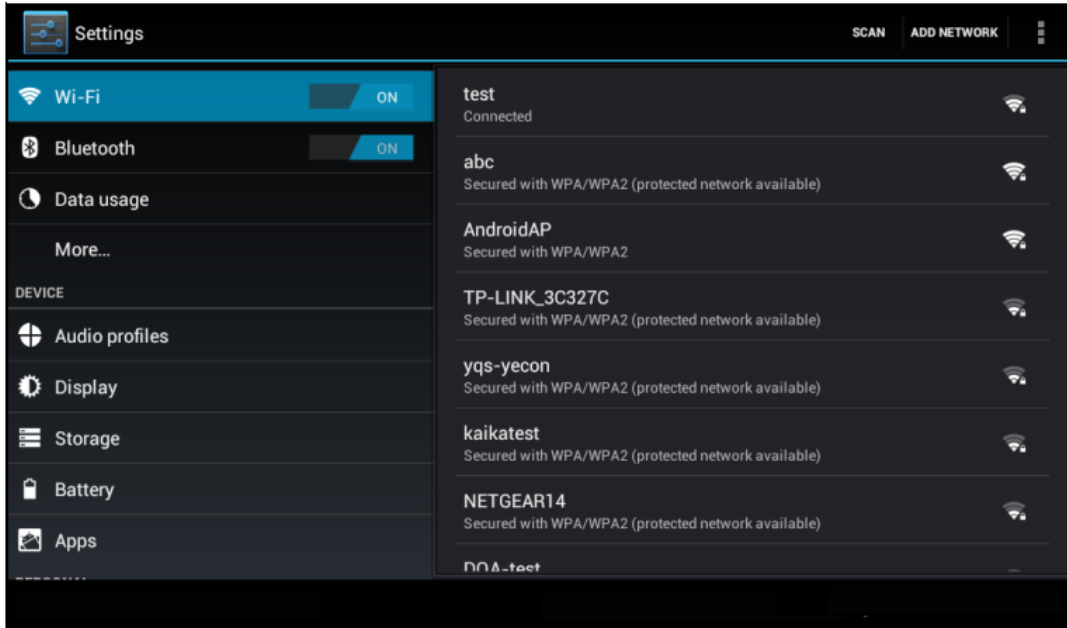 Settings
SCAN
ADD NETWORK
Wi-Fi
ON
Bluetooth
ON
Data usage
More...
DEVICE
Audio profiles
Display
Storage
Battery
Apps
test
Connected
abc
Secured with WPA/WPA2 (protected network available)
AndroidAP
Secured with WPA/WPA2
TP-LINK_3C327C
Secured with WPA/WPA2 (protected network available)
yqs-yecon
Secured with WPA/WPA2 (protected network available)
kaikatest
Secured with WPA/WPA2 (protected network available)
NETGEAR14
Secured with WPA/WPA2 (protected network available)